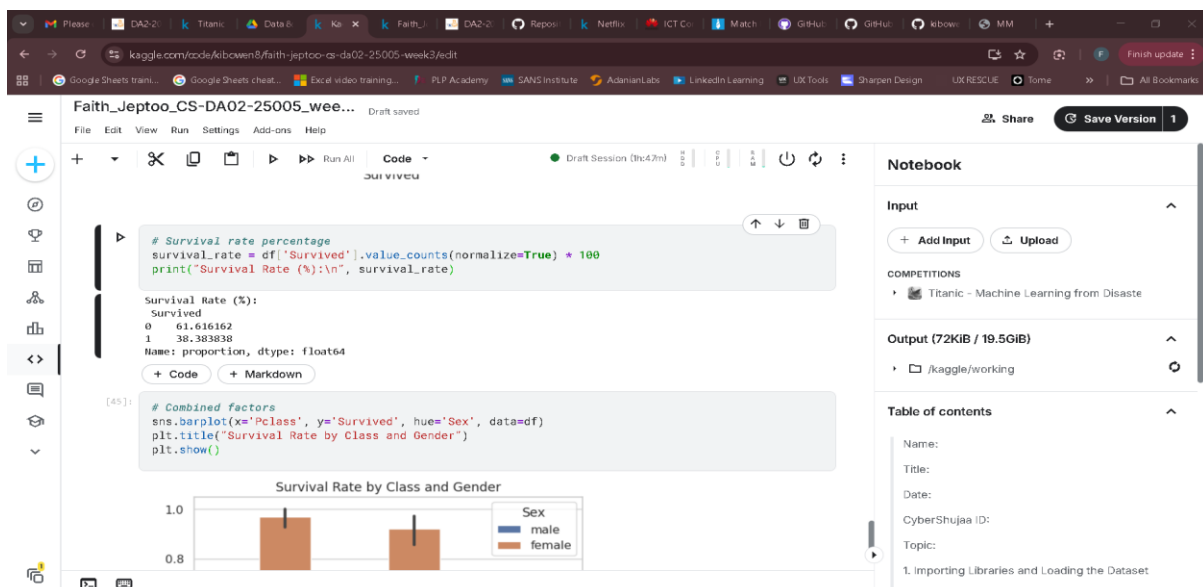 Please
DA2-20
Titanic
Data &
Ka
Faith_J
DA2-20
Reposi
Netflix
ICT Co
Match
GitHub
GitHub
kibowe
MM
kaggle.com/code/kibowen8/faith-jeptoo-cs-da02-25005-week3/edit
Finish update
Google Sheets traini...
Google Sheets cheat...
Excel video training...
PLP Academy
SANS Institute
AdanianLabs
LinkedIn Learning
UX Tools
Sharpen Design
UX RESCUE
Tome
»
All Bookmarks
Faith_Jeptoo_CS-DA02-25005_wee...
Draft saved
File Edit View Run Settings Add-ons Help
Share
Save Version 1
Run All
Code
Draft Session (1h:47m)
HDD
CPU
RAM
Survived
# Survival rate percentage
survival_rate = df['Survived'].value_counts(normalize=True) * 100
print("Survival Rate (%):\n", survival_rate)
Survival Rate (%):
Survived
0 61.616162
1 38.383838
Name: proportion, dtype: float64
+ Code
+ Markdown
[45]:
# Combined factors
sns.barplot(x='Pclass', y='Survived', hue='Sex', data=df)
plt.title("Survival Rate by Class and Gender")
plt.show()
Survival Rate by Class and Gender
1.0
0.8
Sex
male
female
Notebook
Input
+ Add Input
Upload
COMPETITIONS
Titanic - Machine Learning from Disaste
Output (72KiB / 19.5GiB)
/kaggle/working
Table of contents
Name:
Title:
Date:
CyberShujaa ID:
Topic:
1. Importing Libraries and Loading the Dataset